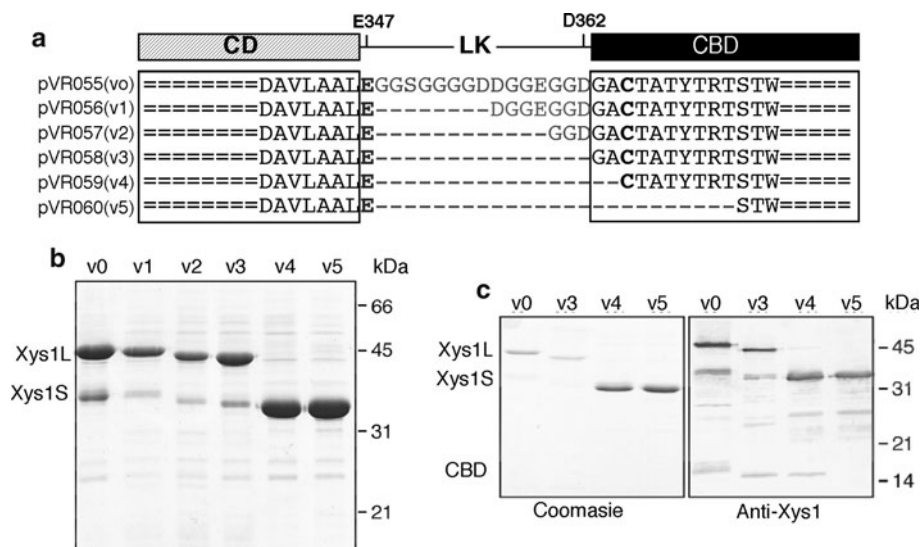 a
E347
D362
CD
LK
CBD
pVR055(vo) ========DAVLAALEGGSGGGGDDGGEGGDGACTATYTRTSTW=====
pVR056(v1) ========DAVLAALE--------DGGEGGDGACTATYTRTSTW=====
pVR057(v2) ========DAVLAALE------------GGDGACTATYTRTSTW=====
pVR058(v3) ========DAVLAALE---------------GACTATYTRTSTW=====
pVR059(v4) ========DAVLAALE-----------------CTATYTRTSTW=====
pVR060(v5) ========DAVLAALE-------------------------STW=====
b
v0 v1 v2 v3 v4 v5 kDa
66
Xys1L
45
Xys1S
31
21
c
v0 v3 v4 v5 v0 v3 v4 v5 kDa
Xys1L
45
Xys1S
31
21
CBD
14
Coomasie
Anti-Xys1